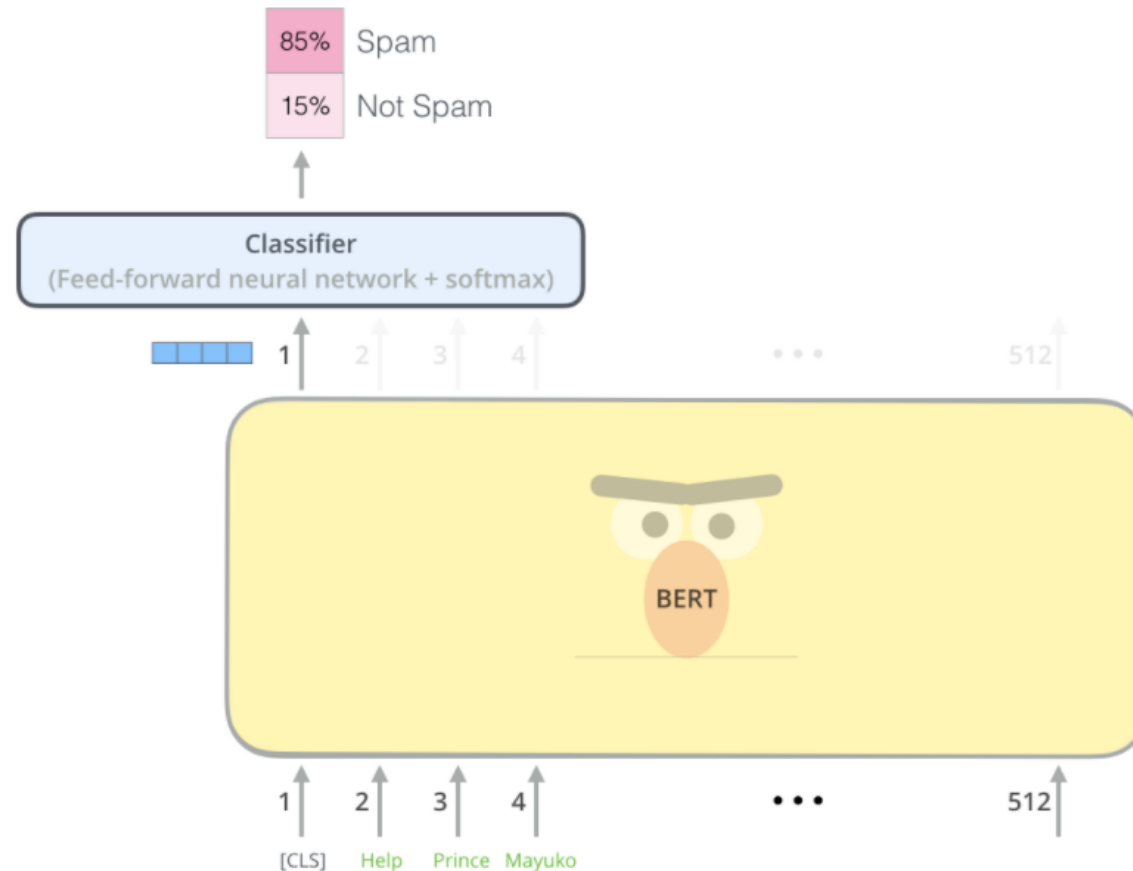 85% Spam
15% Not Spam
Classifier
(Feed-forward neural network + softmax)
1 2 3 4 ••• 512
BERT
1 2 3 4 ••• 512
[CLS] Help Prince Mayuko